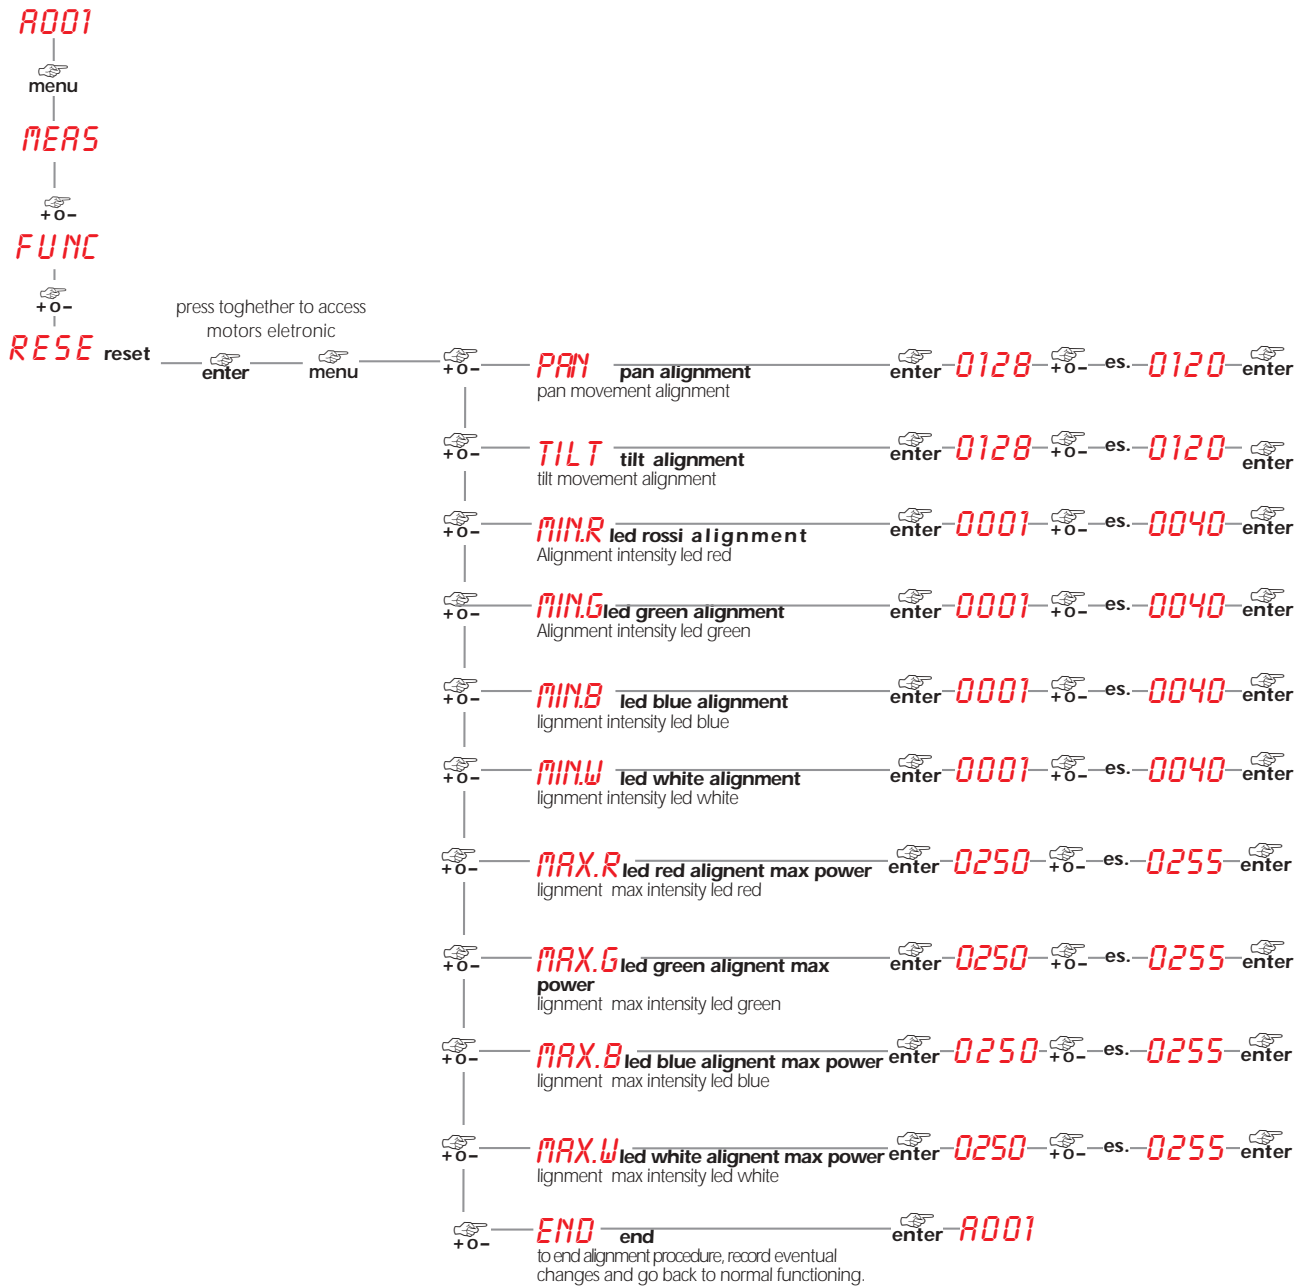 A001
menu
MEAS
+o-
FUNC
+o-
press toghether to access
motors eletronic
RESE reset
enter
menu
+o- PAN pan alignment enter 0128 +o- es. 0120 enter
pan movement alignment
+o- TILT tilt alignment enter 0128 +o- es. 0120 enter
tilt movement alignment
+o- MIN.R led rossi alignment enter 0001 +o- es. 0040 enter
Alignment intensity led red
+o- MIN.G led green alignment enter 0001 +o- es. 0040 enter
Alignment intensity led green
+o- MIN.B led blue alignment enter 0001 +o- es. 0040 enter
lignment intensity led blue
+o- MIN.W led white alignment enter 0001 +o- es. 0040 enter
lignment intensity led white
+o- MAX.R led red alignent max power enter 0250 +o- es. 0255 enter
lignment max intensity led red
+o- MAX.G led green alignent max enter 0250 +o- es. 0255 enter
power
lignment max intensity led green
+o- MAX.B led blue alignent max power enter 0250 +o- es. 0255 enter
lignment max intensity led blue
+o- MAX.W led white alignent max power enter 0250 +o- es. 0255 enter
lignment max intensity led white
+o- END end enter A001
to end alignment procedure, record eventual
changes and go back to normal functioning.